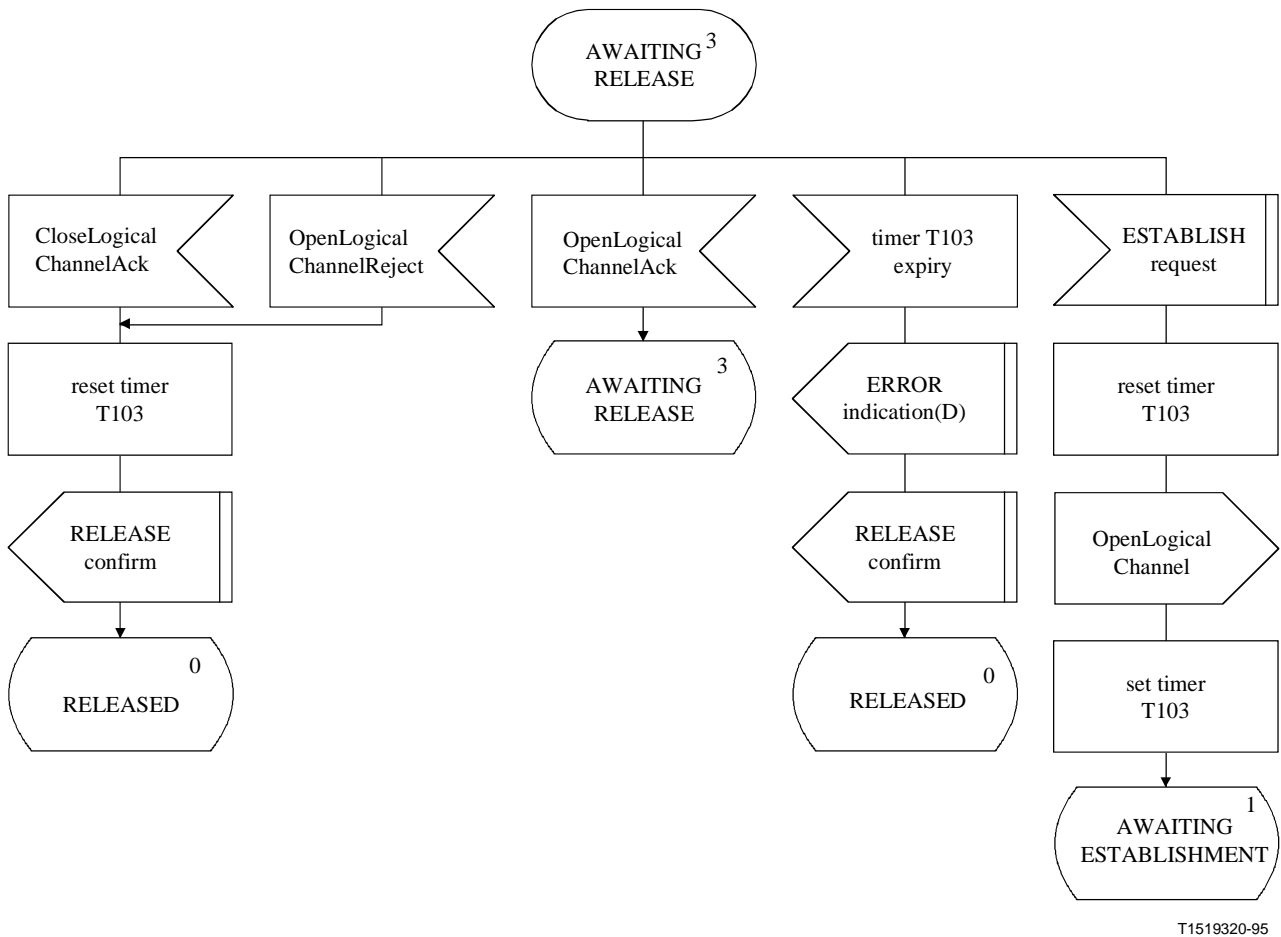 AWAITING 3
RELEASE
CloseLogical
ChannelAck
OpenLogical
ChannelReject
OpenLogical
ChannelAck
timer T103
expiry
ESTABLISH
request
reset timer
T103
3
AWAITING
RELEASE
ERROR
indication(D)
reset timer
T103
RELEASE
confirm
RELEASE
confirm
OpenLogical
Channel
0
RELEASED
0
RELEASED
set timer
T103
1
AWAITING
ESTABLISHMENT
T1519320-95